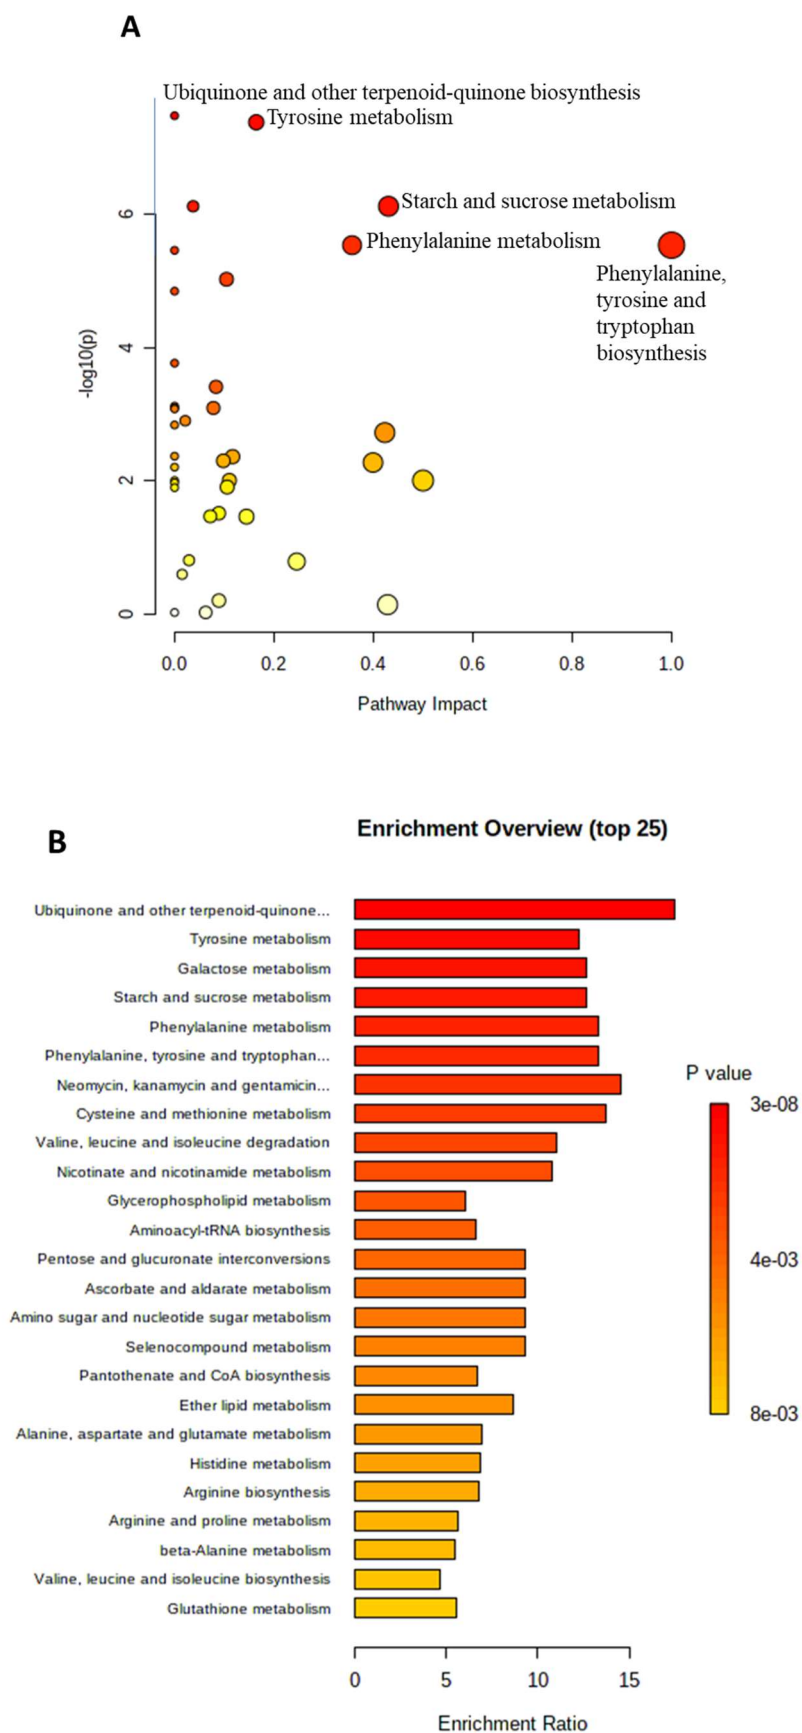 A
Ubiquinone and other terpenoid-quinone biosynthesis
Tyrosine metabolism
Starch and sucrose metabolism
Phenylalanine metabolism
Phenylalanine,
tyrosine and
tryptophan
biosynthesis
-log10(p)
6
4
2
0
0.0 0.2 0.4 0.6 0.8 1.0
Pathway Impact
B
Enrichment Overview (top 25)
Ubiquinone and other terpenoid-quinone...
Tyrosine metabolism
Galactose metabolism
Starch and sucrose metabolism
Phenylalanine metabolism
Phenylalanine, tyrosine and tryptophan...
Neomycin, kanamycin and gentamicin...
Cysteine and methionine metabolism
Valine, leucine and isoleucine degradation
Nicotinate and nicotinamide metabolism
Glycerophospholipid metabolism
Aminoacyl-tRNA biosynthesis
Pentose and glucuronate interconversions
Ascorbate and aldarate metabolism
Amino sugar and nucleotide sugar metabolism
Selenocompound metabolism
Pantothenate and CoA biosynthesis
Ether lipid metabolism
Alanine, aspartate and glutamate metabolism
Histidine metabolism
Arginine biosynthesis
Arginine and proline metabolism
beta-Alanine metabolism
Valine, leucine and isoleucine biosynthesis
Glutathione metabolism
P value
3e-08
4e-03
8e-03
0 5 10 15
Enrichment Ratio